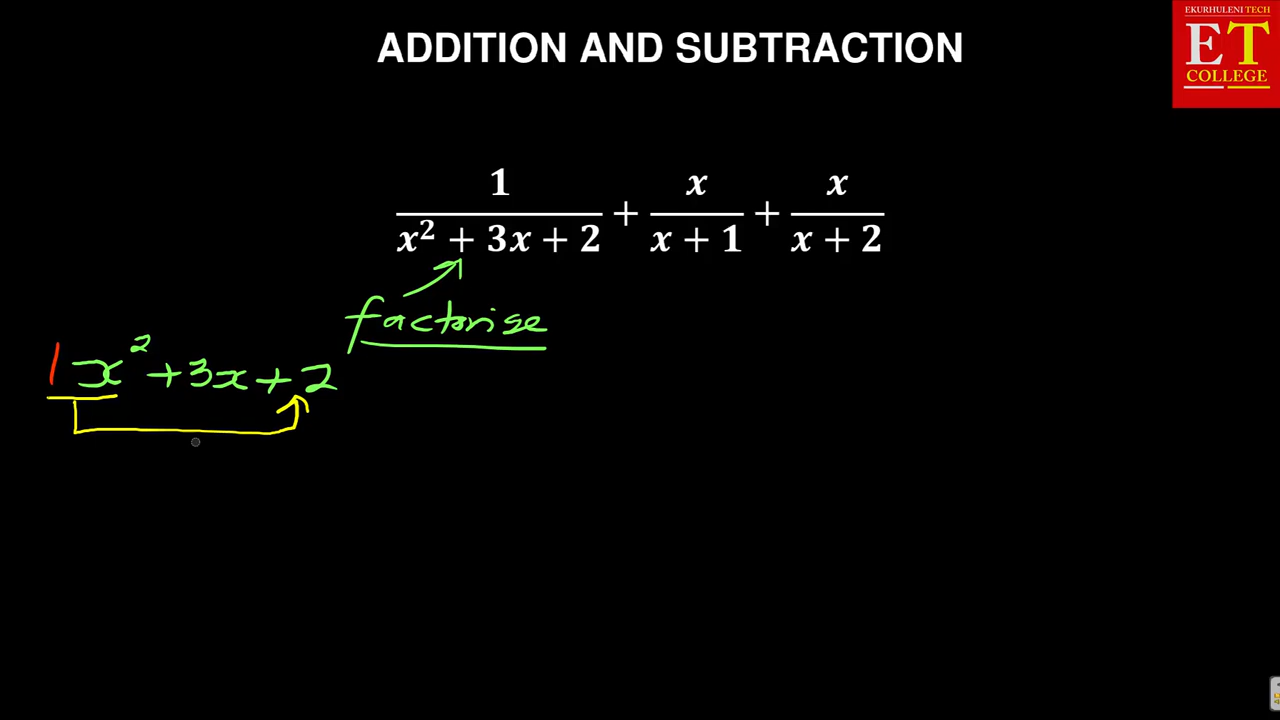 ADDITION AND SUBTRACTION
EKURHULENI TECH
ET
COLLEGE
1/(x² + 3x + 2) + x/(x + 1) + x/(x + 2)
factorise
1x² + 3x + 2